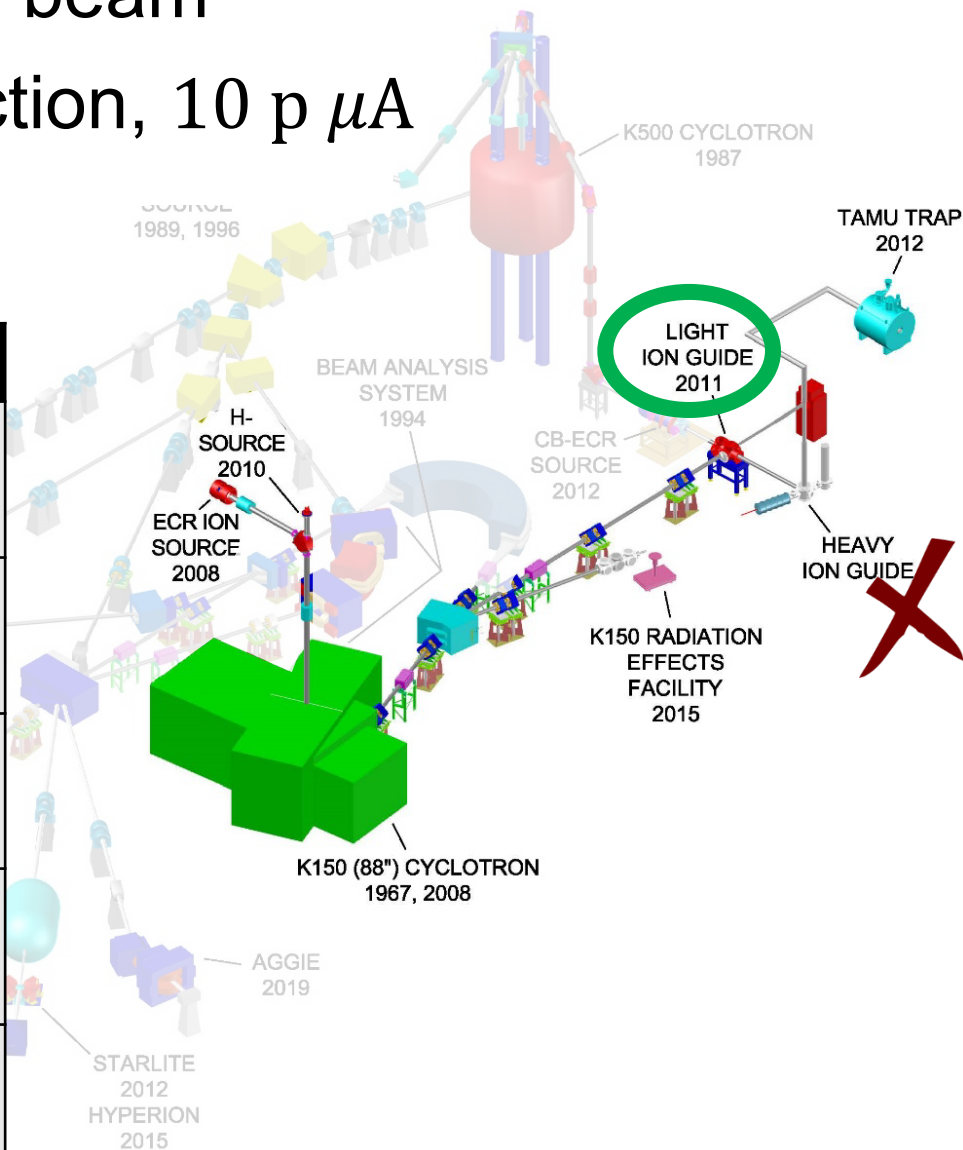 beam
ction, 10 p μA
K500 CYCLOTRON
1987
SOURCE
1989, 1996
TAMU TRAP
2012
LIGHT
ION GUIDE
2011
BEAM ANALYSIS
SYSTEM
1994
H-
SOURCE
2010
CB-ECR
SOURCE
2012
ECR ION
SOURCE
2008
HEAVY
ION GUIDE
K150 RADIATION
EFFECTS
FACILITY
2015
K150 (88") CYCLOTRON
1967, 2008
AGGIE
2019
STARLITE
2012
HYPERION
2015